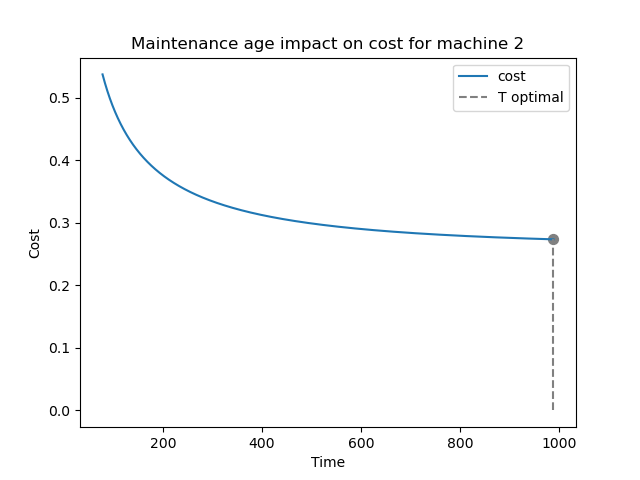 Maintenance age impact on cost for machine 2
cost
T optimal
Cost
0.5
0.4
0.3
0.2
0.1
0.0
200 400 600 800 1000
Time